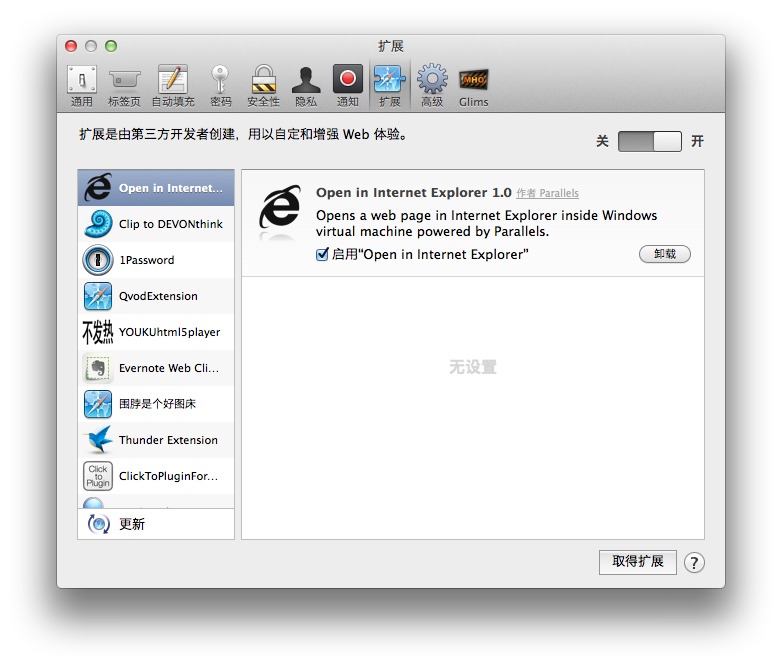 扩展
通用
标签页
自动填充
密码
安全性
隐私
通知
扩展
高级
Glims
扩展是由第三方开发者创建，用以自定和增强 Web 体验。
关
开
Open in Internet...
Clip to DEVONthink
1Password
QvodExtension
不发热
YOUKUhtml5player
Evernote Web Cli...
围脖是个好图床
Thunder Extension
Click to Plugin
ClickToPluginFor...
更新
Open in Internet Explorer 1.0 作者 Parallels
Opens a web page in Internet Explorer inside Windows
virtual machine powered by Parallels.
启用“Open in Internet Explorer”
卸载
无设置
取得扩展
?